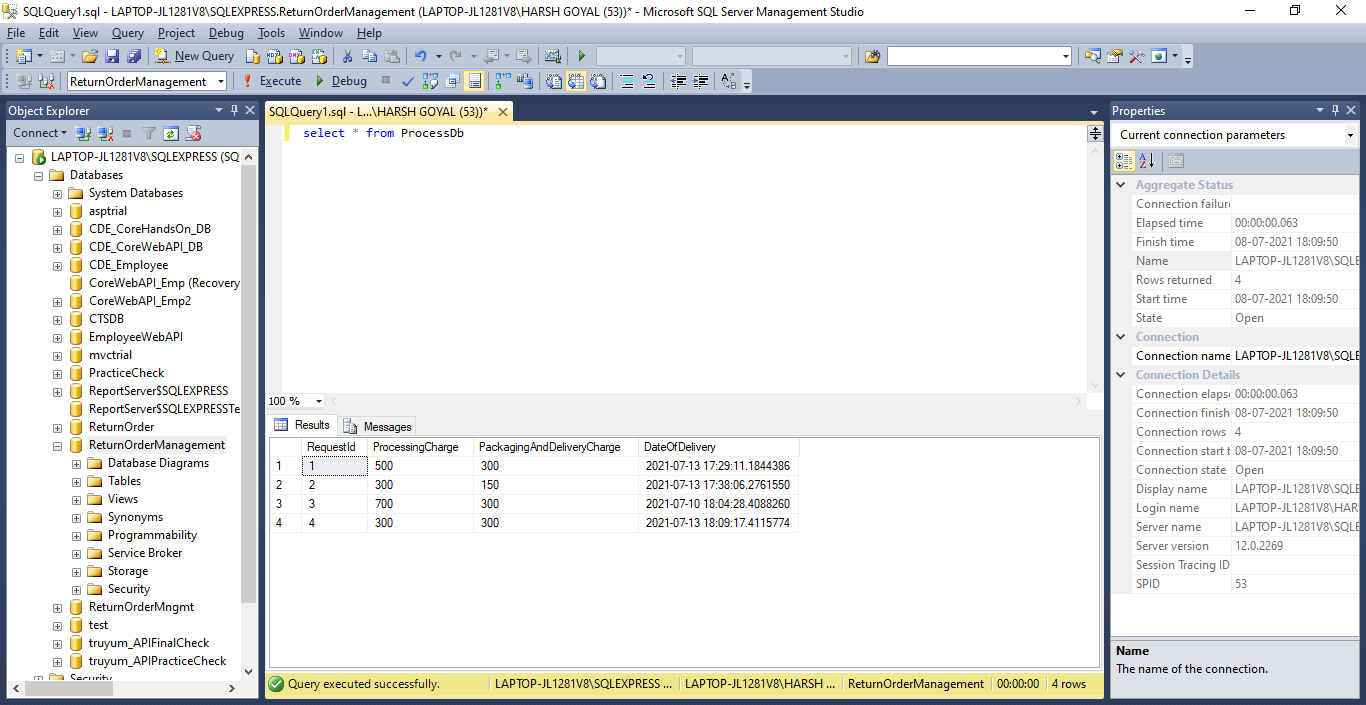 SQLQuery1.sql - LAPTOP-JL1281V8\SQLEXPRESS.ReturnOrderManagement (LAPTOP-JL1281V8\HARSH GOYAL (53))* - Microsoft SQL Server Management Studio
File Edit View Query Project Debug Tools Window Help
New Query
ReturnOrderManagement Execute Debug
Object Explorer
Connect
LAPTOP-JL1281V8\SQLEXPRESS (SQ
Databases
System Databases
asptrial
CDE_CoreHandsOn_DB
CDE_CoreWebAPI_DB
CDE_Employee
CoreWebAPI_Emp (Recovery
CoreWebAPI_Emp2
CTSDB
EmployeeWebAPI
mvctrial
PracticeCheck
ReportServer$SQLEXPRESS
ReportServer$SQLEXPRESSTe
ReturnOrder
ReturnOrderManagement
Database Diagrams
Tables
Views
Synonyms
Programmability
Service Broker
Storage
Security
ReturnOrderMngmt
test
truyum_APIFinalCheck
truyum_APIPracticeCheck
Security
SQLQuery1.sql - L...\HARSH GOYAL (53))*
select * from ProcessDb
100 %
Results Messages
RequestId ProcessingCharge PackagingAndDeliveryCharge DateOfDelivery
1 1 500 300 2021-07-13 17:29:11.1844386
2 2 300 150 2021-07-13 17:38:06.2761550
3 3 700 300 2021-07-10 18:04:28.4088260
4 4 300 300 2021-07-13 18:09:17.4115774
Query executed successfully. LAPTOP-JL1281V8\SQLEXPRESS ... LAPTOP-JL1281V8\HARSH ... ReturnOrderManagement 00:00:00 4 rows
Properties
Current connection parameters
Aggregate Status
Connection failure
Elapsed time 00:00:00.063
Finish time 08-07-2021 18:09:50
Name LAPTOP-JL1281V8\SQLE
Rows returned 4
Start time 08-07-2021 18:09:50
State Open
Connection
Connection name LAPTOP-JL1281V8\SQLE
Connection Details
Connection elaps 00:00:00.063
Connection finish 08-07-2021 18:09:50
Connection rows 4
Connection start t 08-07-2021 18:09:50
Connection state Open
Display name LAPTOP-JL1281V8\SQLE
Login name LAPTOP-JL1281V8\HAR
Server name LAPTOP-JL1281V8\SQLE
Server version 12.0.2269
Session Tracing ID
SPID 53
Name
The name of the connection.